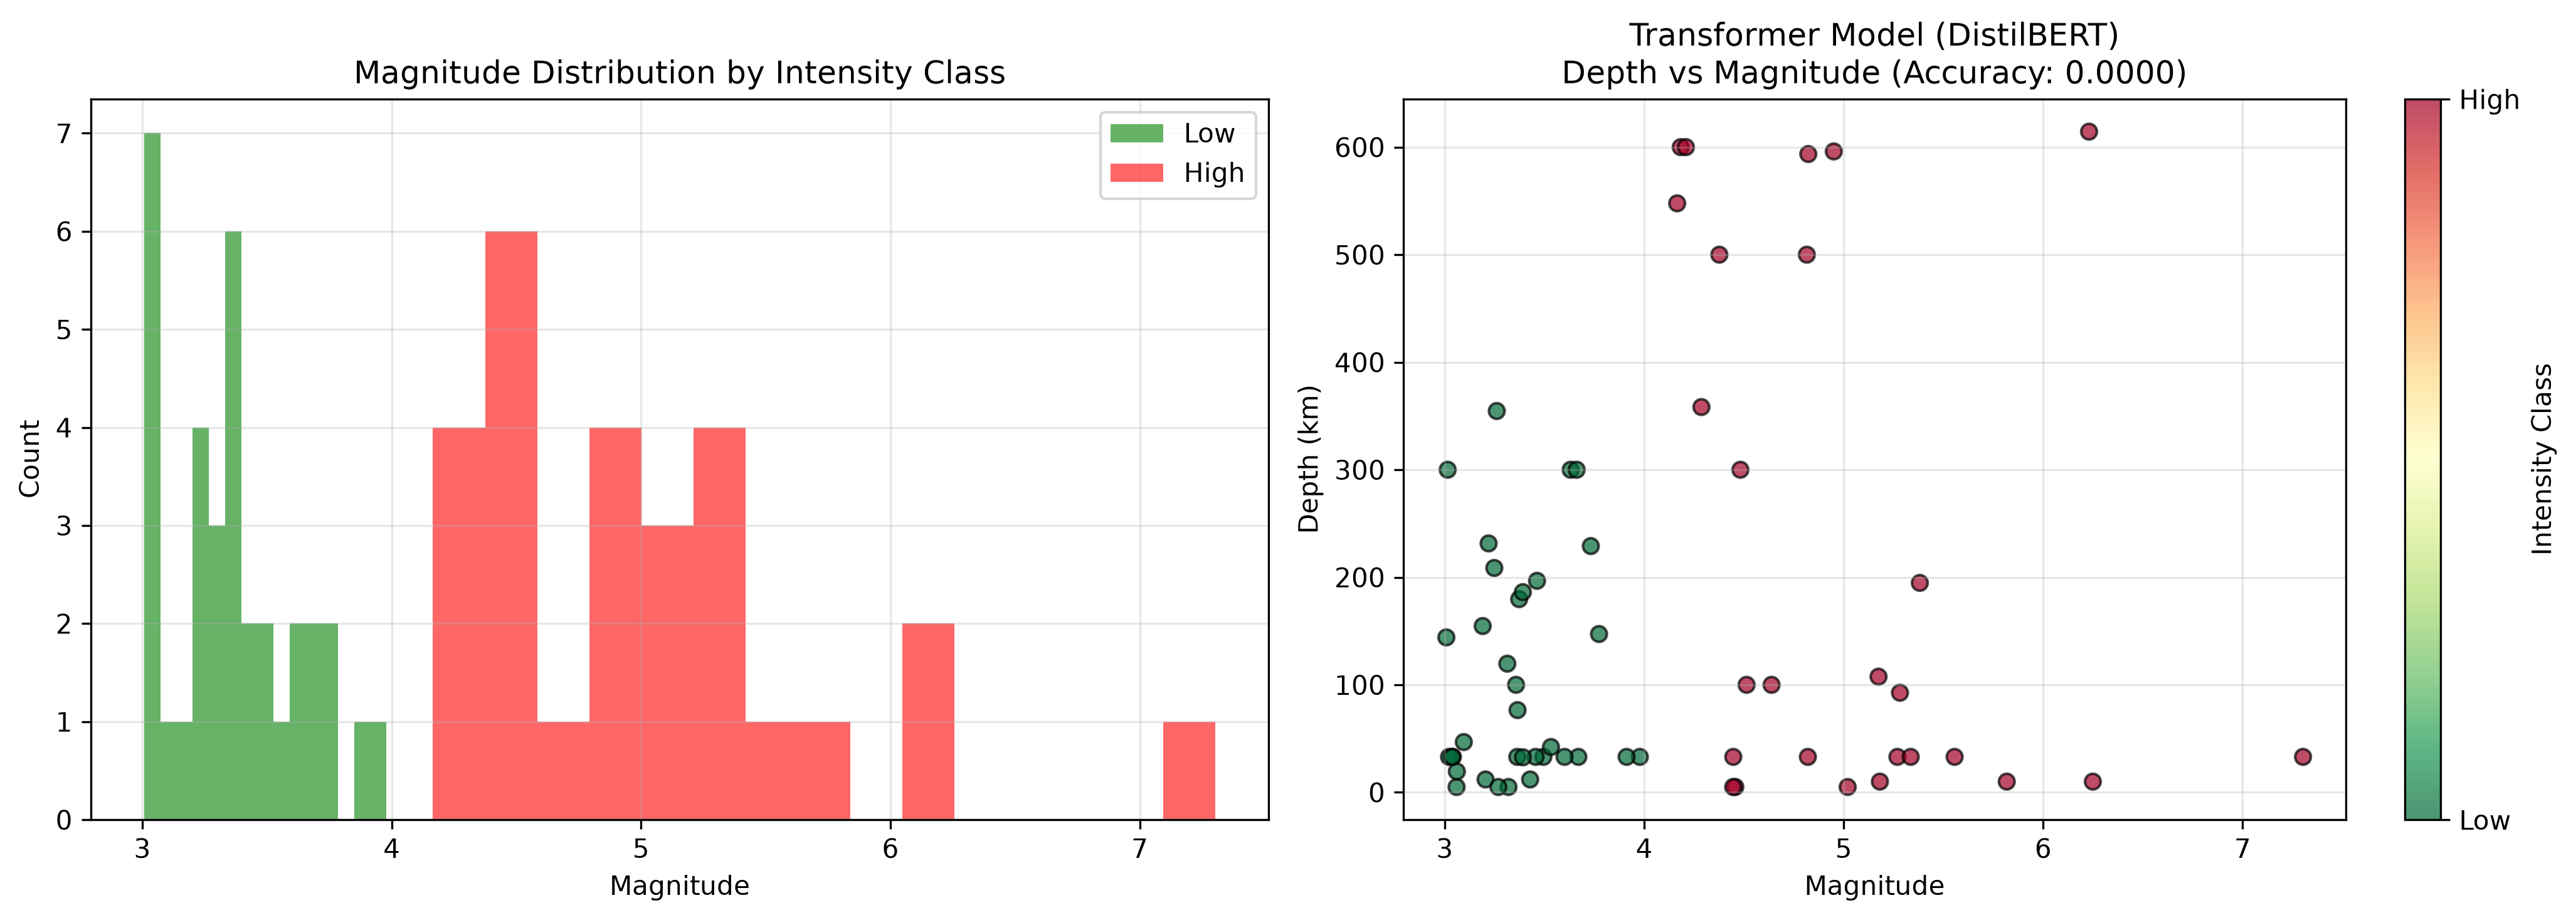 Magnitude Distribution by Intensity Class
7
6
5
4
3
2
1
0
Count
3 4 5 6 7
Magnitude
Low
High
Transformer Model (DistilBERT)
Depth vs Magnitude (Accuracy: 0.0000)
600
500
400
300
200
100
0
Depth (km)
3 4 5 6 7
Magnitude
High
Low
Intensity Class